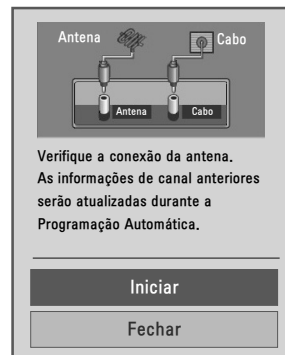 Antena
Cabo
Antena
Cabo
Verifique a conexão da antena.
As informações de canal anteriores
serão atualizadas durante a
Programação Automática.
Iniciar
Fechar